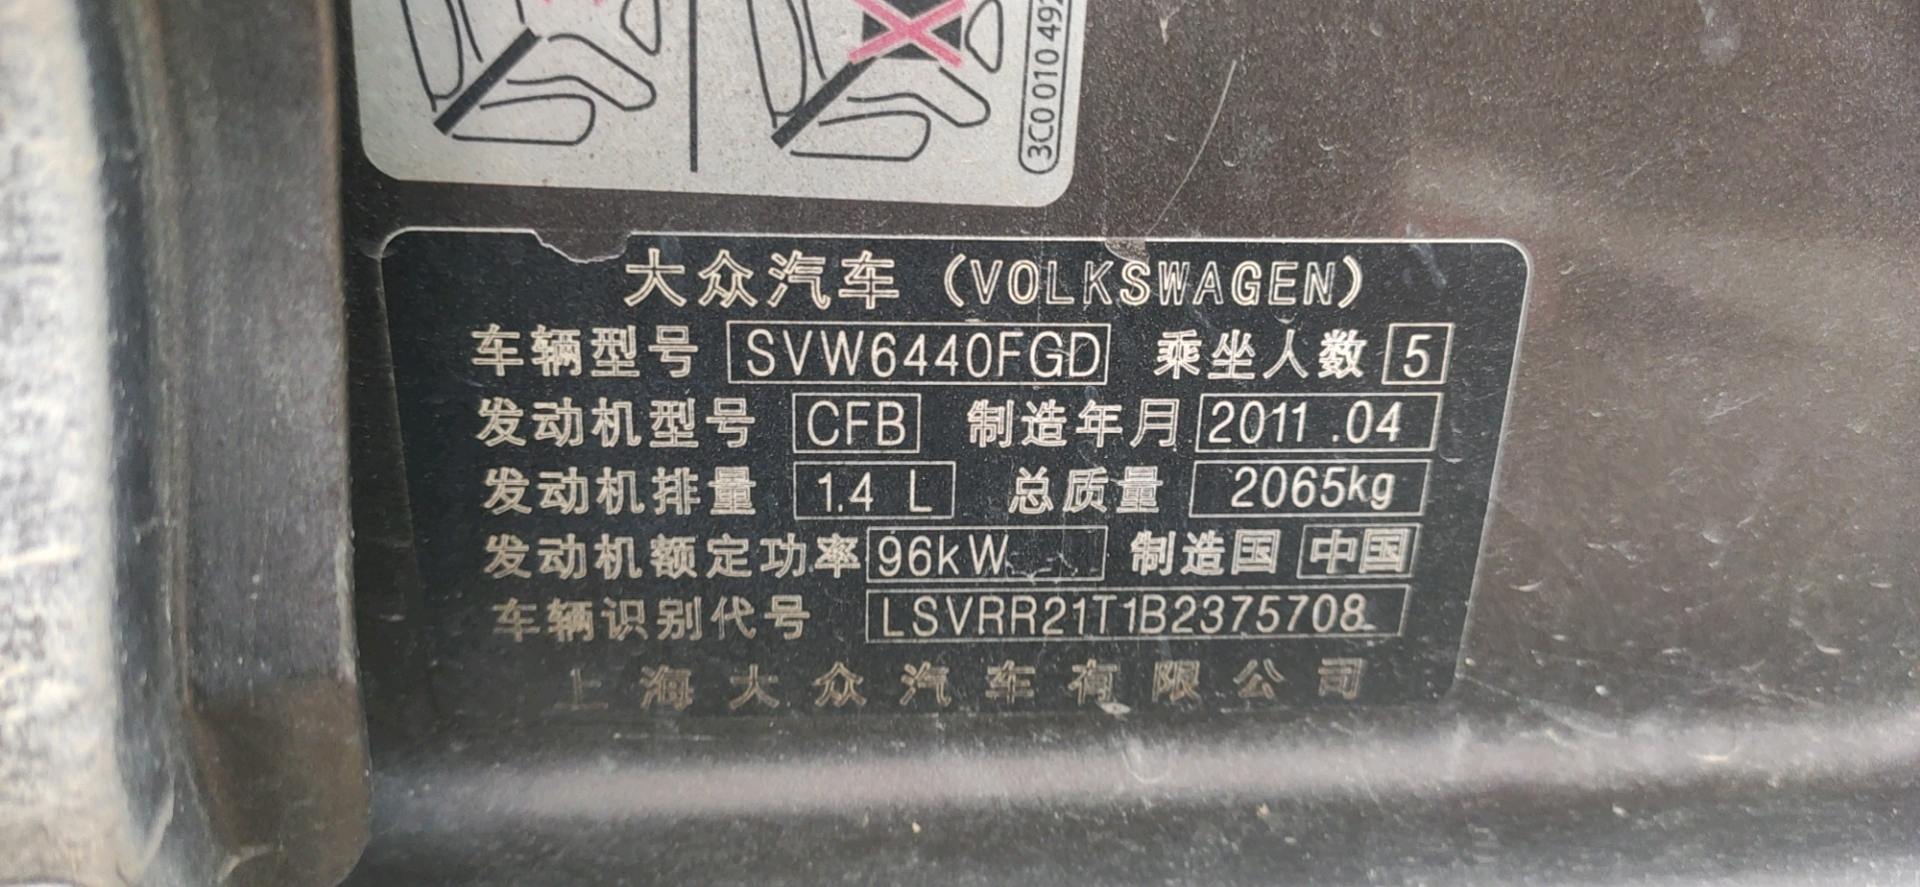 3C0 010 492
大众汽车（VOLKSWAGEN）
车辆型号 SVW6440FGD 乘坐人数 5
发动机型号 CFB 制造年月 2011.04
发动机排量 1.4 L 总质量 2065kg
发动机额定功率 96kW 制造国 中国
车辆识别代号 LSVRR21T1B2375708
上海大众汽车有限公司